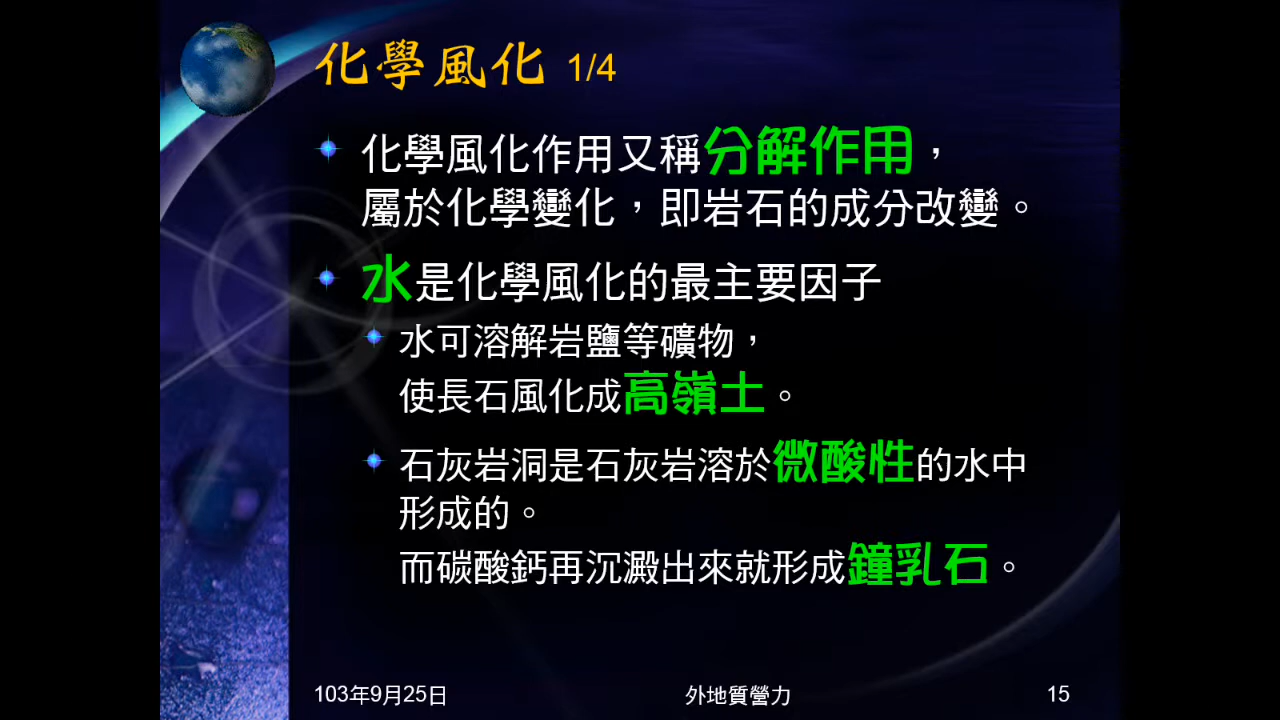 化學風化 1/4
化學風化作用又稱分解作用，
屬於化學變化，即岩石的成分改變。
水是化學風化的最主要因子
水可溶解岩鹽等礦物，
使長石風化成高嶺土。
石灰岩洞是石灰岩溶於微酸性的水中
形成的。
而碳酸鈣再沉澱出來就形成鐘乳石。
103年9月25日 外地質營力 15